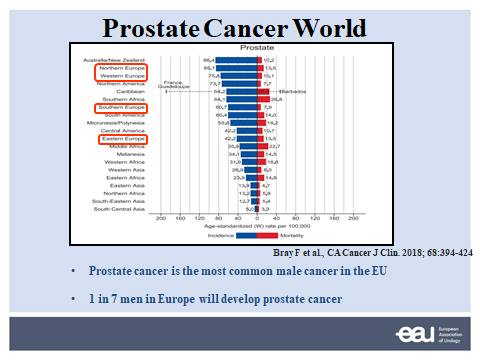 Prostate Cancer World
Prostate
Australia/New Zealand 86,4 10,2
Northern Europe 85,7 13,5
Western Europe 75,8 10,1
Northern America 73,7 7,7
France, Guadeloupe
Caribbean 64,2 Barbados
Southern Africa 64,1 26,8
Southern Europe 60,7 7,9
South America 60,4 14,0
Micronesia/Polynesia 18,2
Central America 42,2 10,7
Eastern Europe 42,2 13,5
Middle Africa 35,9 22,7
Melanesia 34,1 14,5
Western Africa 31,9 18,6
Western Asia 8,0
Eastern Africa 23,9 14,8
Eastern Asia 13,9 4,7
Northern Africa 13,2 5,8
South-Eastern Asia 12,7 5,4
South Central Asia 5,0 3,3
200 160 120 80 40 0 40 80 120 160 200
Age-standardised (W) rate per 100,000
Incidence Mortality
Bray F et al., CA Cancer J Clin. 2018; 68:394-424
• Prostate cancer is the most common male cancer in the EU
• 1 in 7 men in Europe will develop prostate cancer
eau
European
Association
of Urology